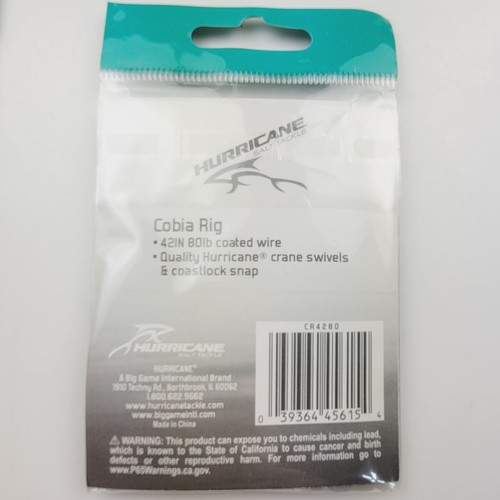 HURRICANE
SALT TACKLE
Cobia Rig
• 42IN 80lb coated wire
• Quality Hurricane® crane swivels
& coastlock snap
HURRICANE
SALT TACKLE
HURRICANE™
A Big Game International Brand
1910 Techny Rd., Northbrook, IL 60062
1.800.622.9662
www.hurricanetackle.com
www.biggameintl.com
Made in China
CR4280
0 39364 45615 4
⚠ WARNING: This product can expose you to chemicals including lead,
which is known to the State of California to cause cancer and birth
defects or other reproductive harm. For more information go to
www.P65Warnings.ca.gov.